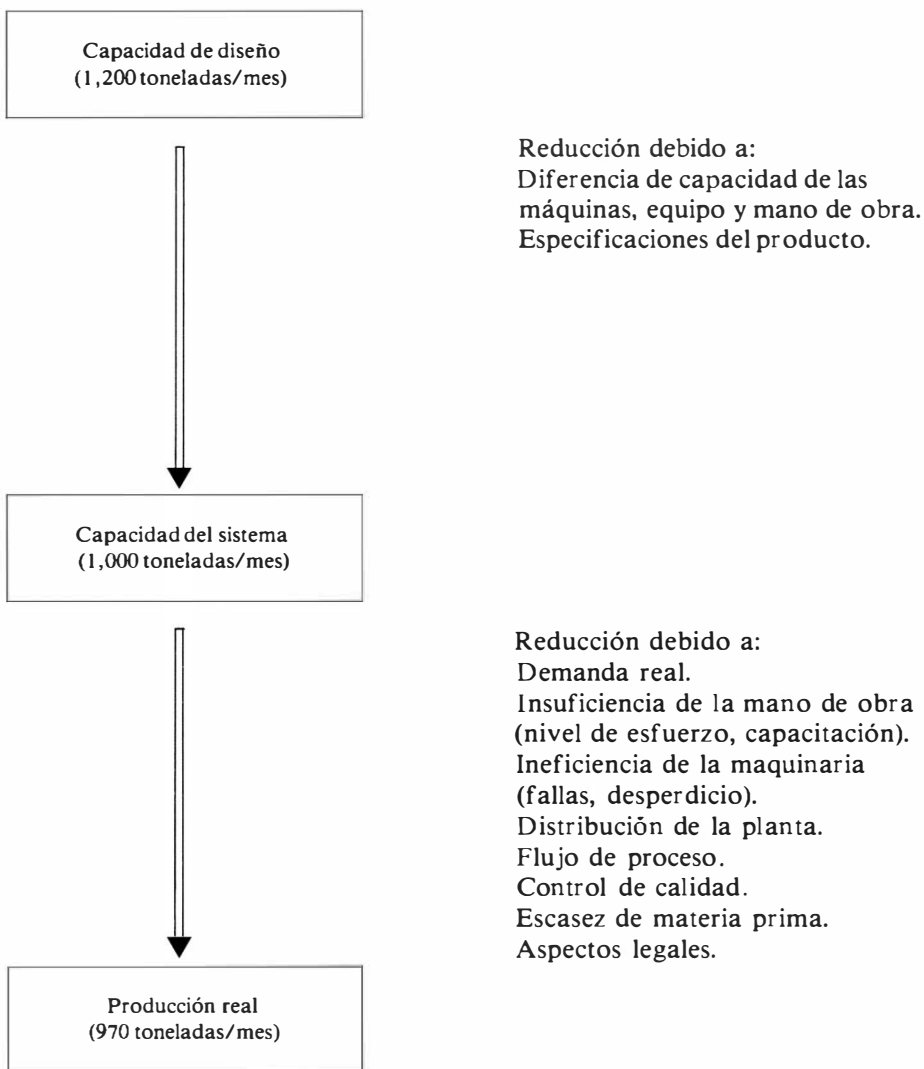 Capacidad de diseño
(1,200 toneladas/mes)
Reducción debido a:
Diferencia de capacidad de las
máquinas, equipo y mano de obra.
Especificaciones del producto.
Capacidad del sistema
(1,000 toneladas/mes)
Reducción debido a:
Demanda real.
Insuficiencia de la mano de obra
(nivel de esfuerzo, capacitación).
Ineficiencia de la maquinaria
(fallas, desperdicio).
Distribución de la planta.
Flujo de proceso.
Control de calidad.
Escasez de materia prima.
Aspectos legales.
Producción real
(970 toneladas/mes)